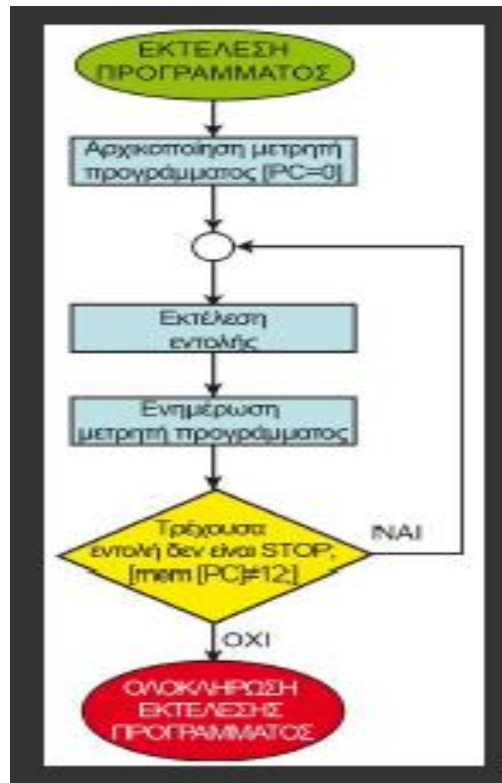 ΕΚΤΕΛΕΣΗ
ΠΡΟΓΡΑΜΜΑΤΟΣ
Αρχικοποίηση μετρητή
προγράμματος [PC=0]
Εκτέλεση
εντολής
Ενημέρωση
μετρητή προγράμματος
Τρέχουσα
εντολή δεν είναι STOP;
[mem [PC]≠12;]
ΝΑΙ
ΟΧΙ
ΟΛΟΚΛΗΡΩΣΗ
ΕΚΤΕΛΕΣΗΣ
ΠΡΟΓΡΑΜΜΑΤΟΣ